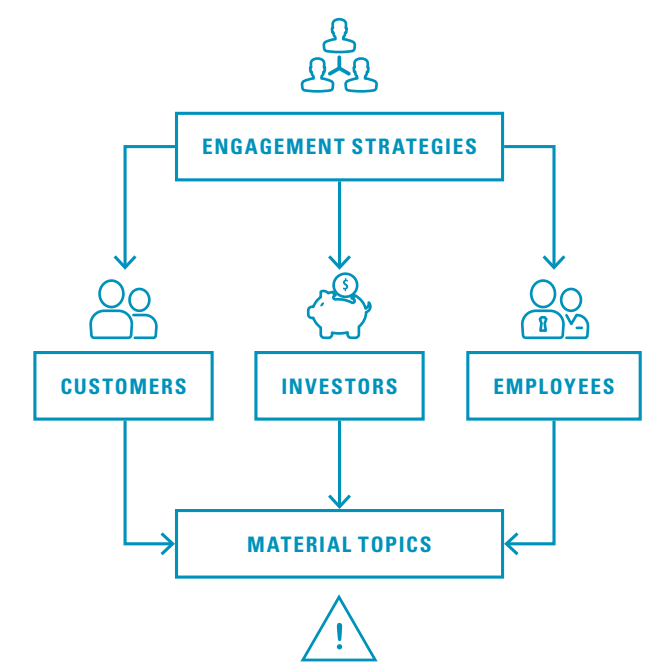 ENGAGEMENT STRATEGIES
$
CUSTOMERS
INVESTORS
EMPLOYEES
MATERIAL TOPICS
!